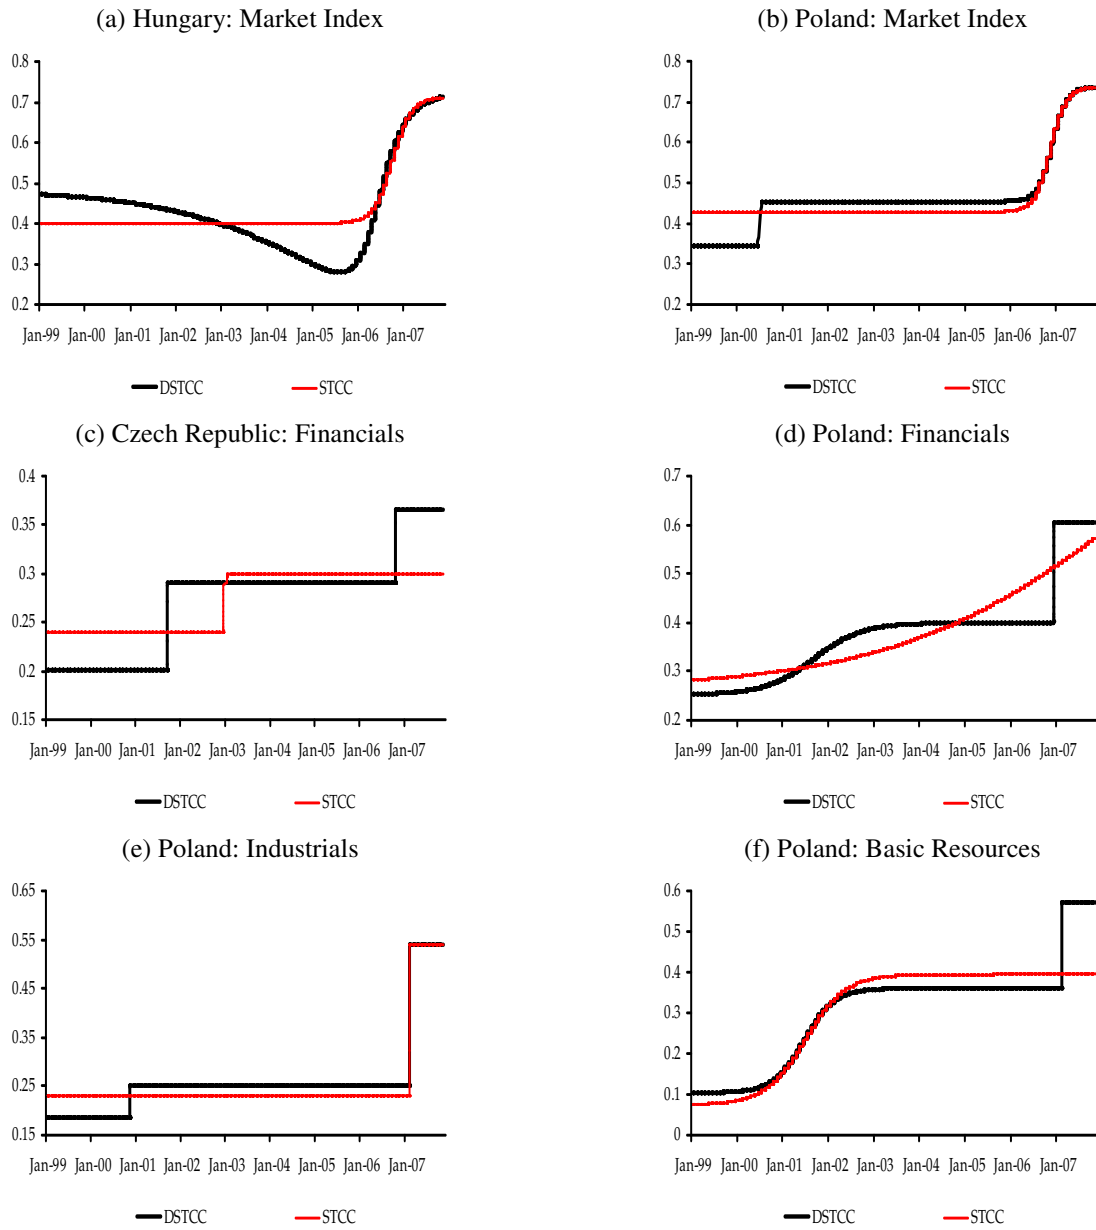 (a) Hungary: Market Index
0.8
0.7
0.6
0.5
0.4
0.3
0.2
Jan-99 Jan-00 Jan-01 Jan-02 Jan-03 Jan-04 Jan-05 Jan-06 Jan-07
DSTCC STCC
(b) Poland: Market Index
0.8
0.7
0.6
0.5
0.4
0.3
0.2
Jan-99 Jan-00 Jan-01 Jan-02 Jan-03 Jan-04 Jan-05 Jan-06 Jan-07
DSTCC STCC
(c) Czech Republic: Financials
0.4
0.35
0.3
0.25
0.2
0.15
Jan-99 Jan-00 Jan-01 Jan-02 Jan-03 Jan-04 Jan-05 Jan-06 Jan-07
DSTCC STCC
(d) Poland: Financials
0.7
0.6
0.5
0.4
0.3
0.2
Jan-99 Jan-00 Jan-01 Jan-02 Jan-03 Jan-04 Jan-05 Jan-06 Jan-07
DSTCC STCC
(e) Poland: Industrials
0.65
0.55
0.45
0.35
0.25
0.15
Jan-99 Jan-00 Jan-01 Jan-02 Jan-03 Jan-04 Jan-05 Jan-06 Jan-07
DSTCC STCC
(f) Poland: Basic Resources
0.6
0.5
0.4
0.3
0.2
0.1
0
Jan-99 Jan-00 Jan-01 Jan-02 Jan-03 Jan-04 Jan-05 Jan-06 Jan-07
DSTCC STCC